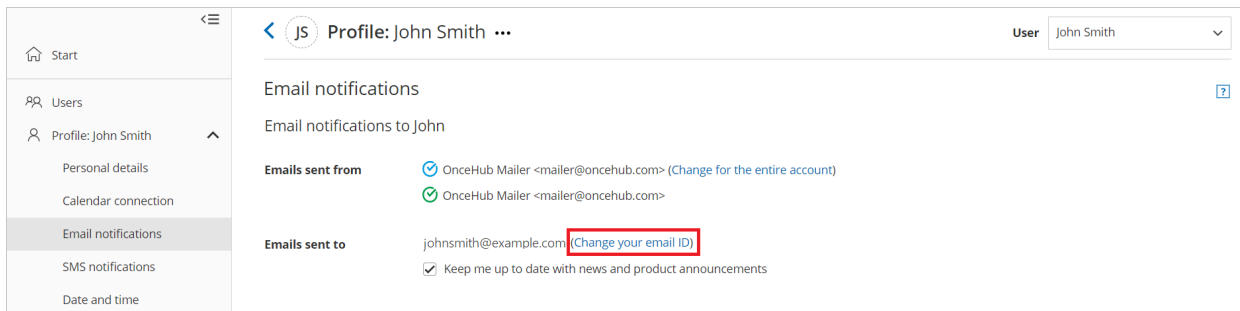 Start
Users
Profile: John Smith
Personal details
Calendar connection
Email notifications
SMS notifications
Date and time
JS Profile: John Smith •••
User John Smith
Email notifications
?
Email notifications to John
Emails sent from OnceHub Mailer <mailer@oncehub.com> (Change for the entire account)
OnceHub Mailer <mailer@oncehub.com>
Emails sent to johnsmith@example.com (Change your email ID)
Keep me up to date with news and product announcements